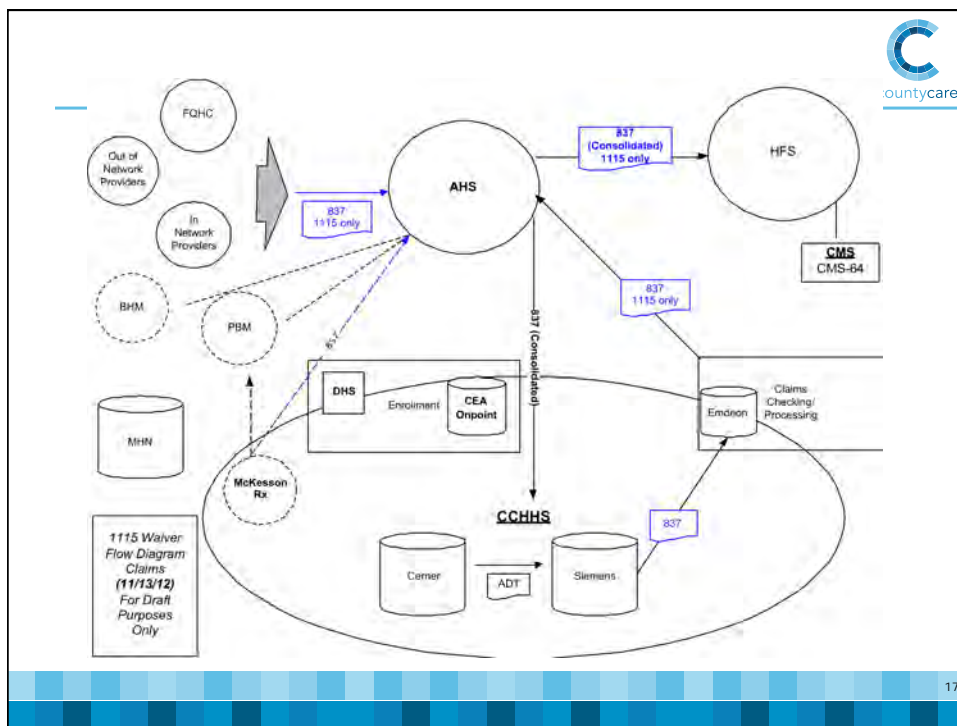 countycare
FQHC
Out of
Network
Providers
In
Network
Providers
837
1115 only
AHS
837
(Consolidated)
1115 only
HFS
CMS
CMS-64
BHM
PBM
837
837 (Consolidated)
837
1115 only
DHS
Enrollment
CEA
Onpoint
Emdeon
Claims
Checking/
Processing
MHN
McKesson
Rx
CCHHS
Cerner
ADT
Siemens
837
1115 Waiver
Flow Diagram
Claims
(11/13/12)
For Draft
Purposes
Only
17